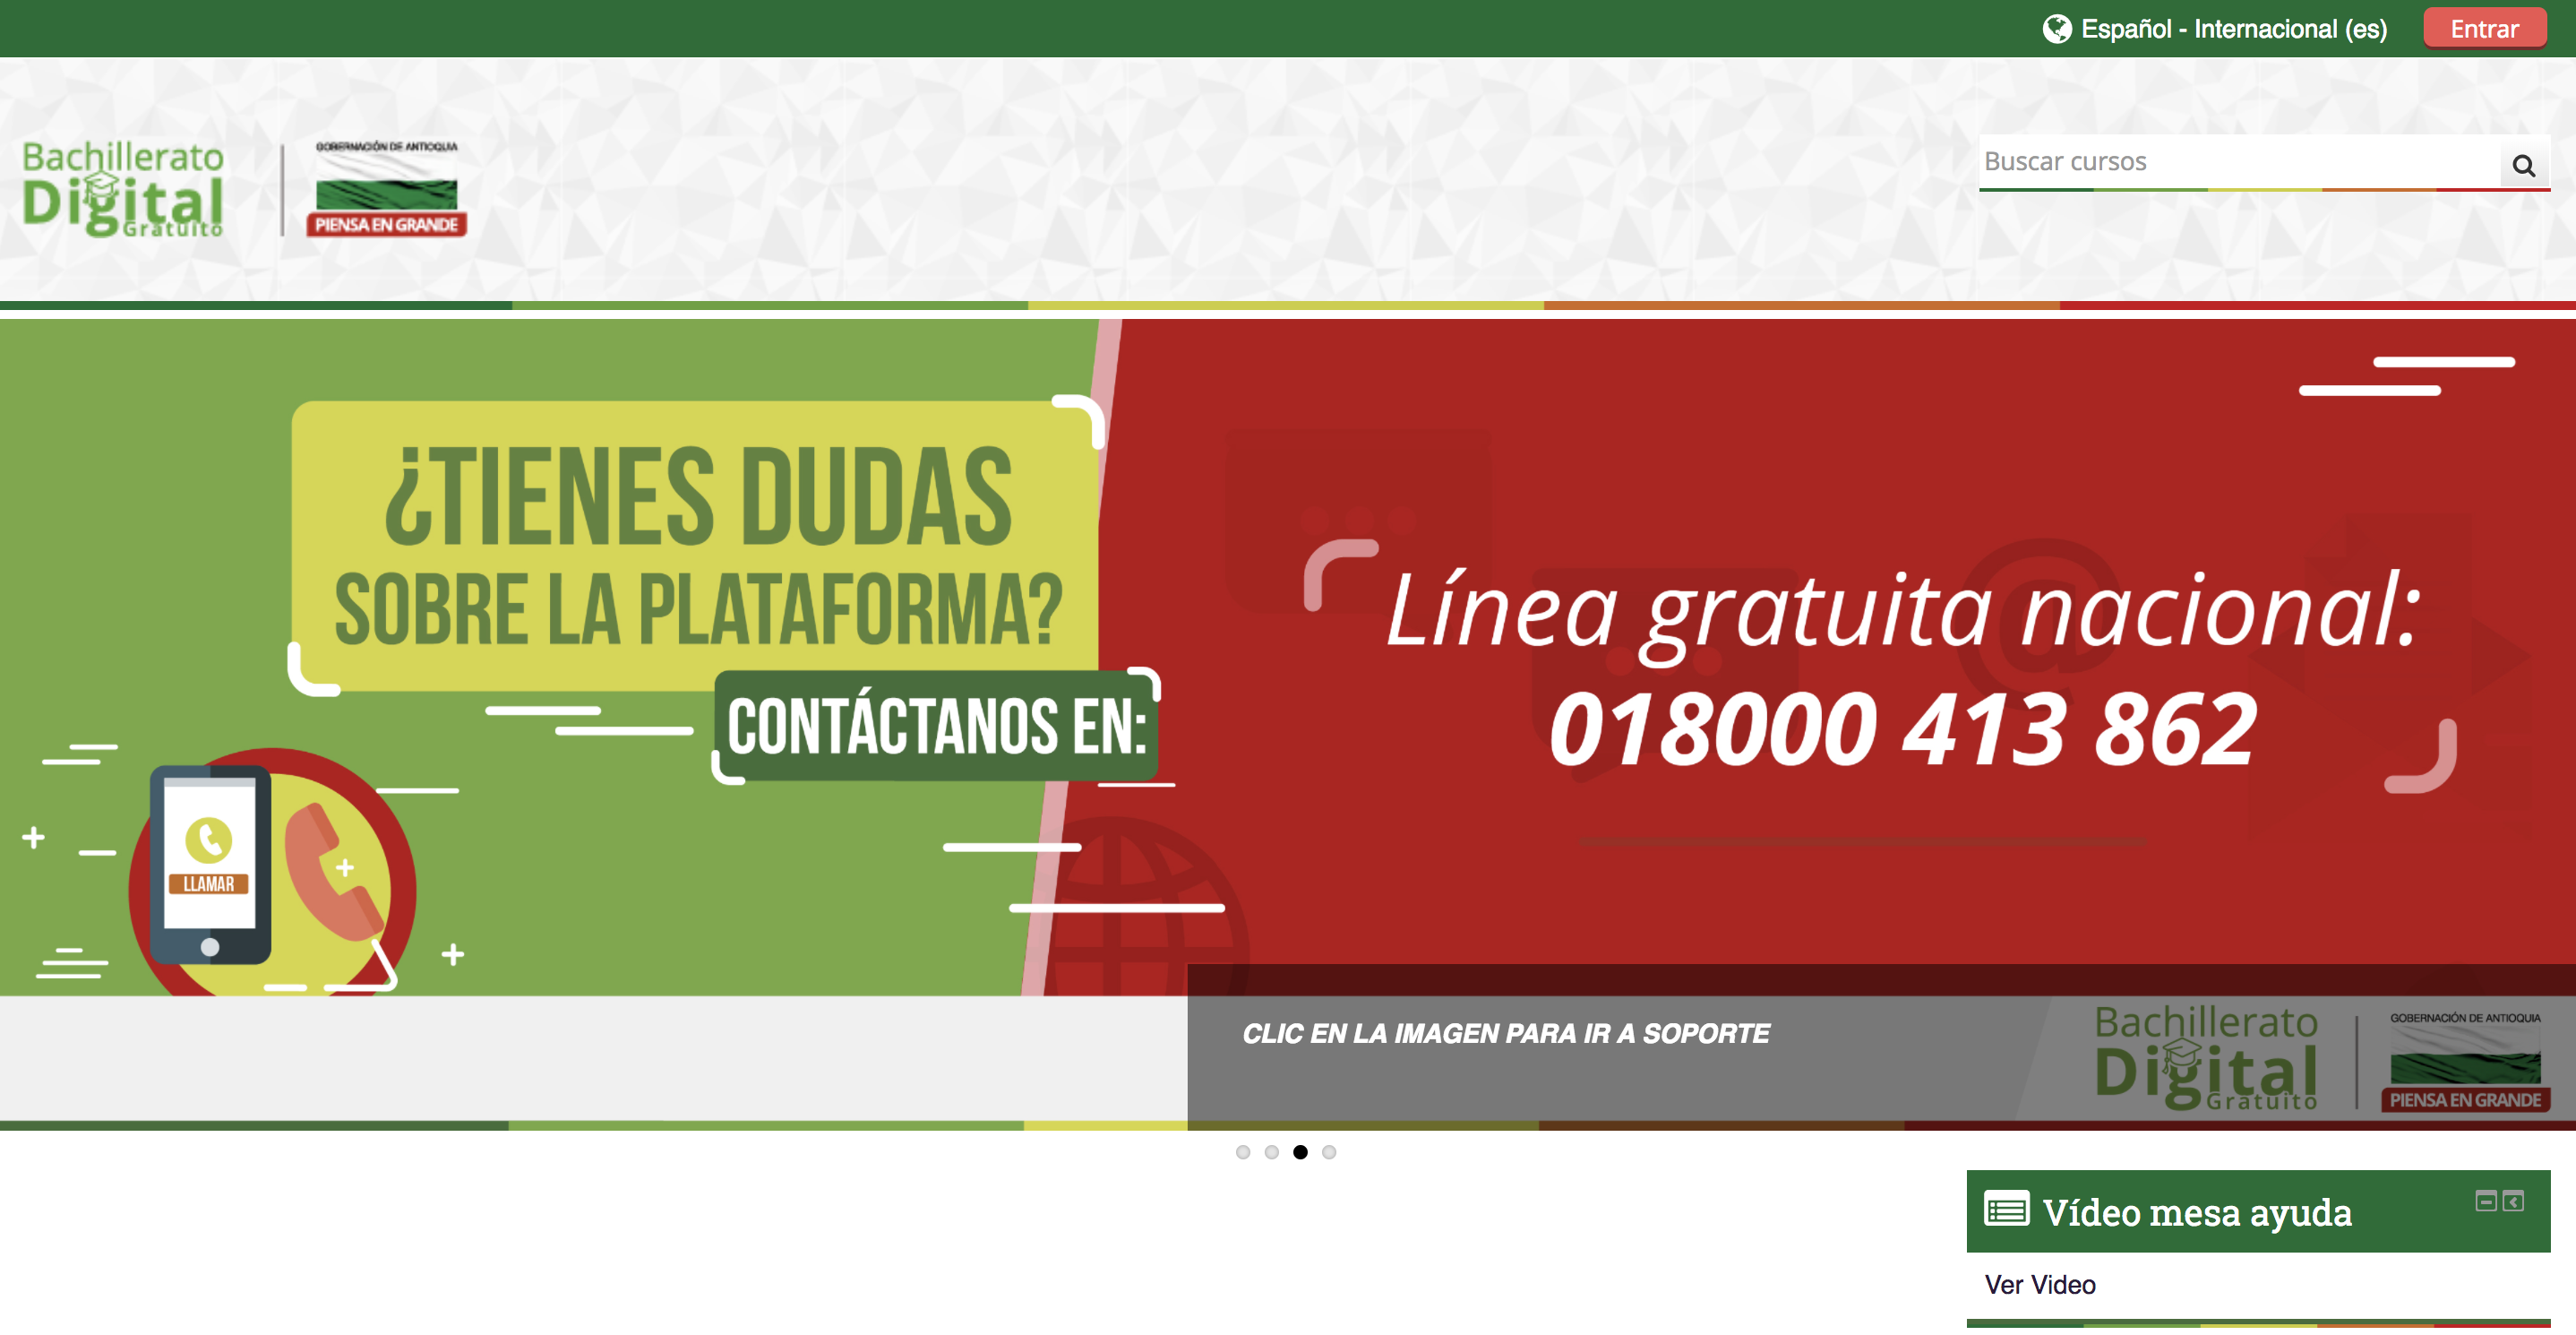 Español - Internacional (es)
Entrar
Bachillerato
Digital
Gratuito
GOBERNACIÓN DE ANTIOQUIA
PIENSA EN GRANDE
Buscar cursos
¿TIENES DUDAS
SOBRE LA PLATAFORMA?
CONTÁCTANOS EN:
LLAMAR
Línea gratuita nacional:
018000 413 862
CLIC EN LA IMAGEN PARA IR A SOPORTE
Bachillerato
Digital
Gratuito
GOBERNACIÓN DE ANTIOQUIA
PIENSA EN GRANDE
Vídeo mesa ayuda
Ver Video